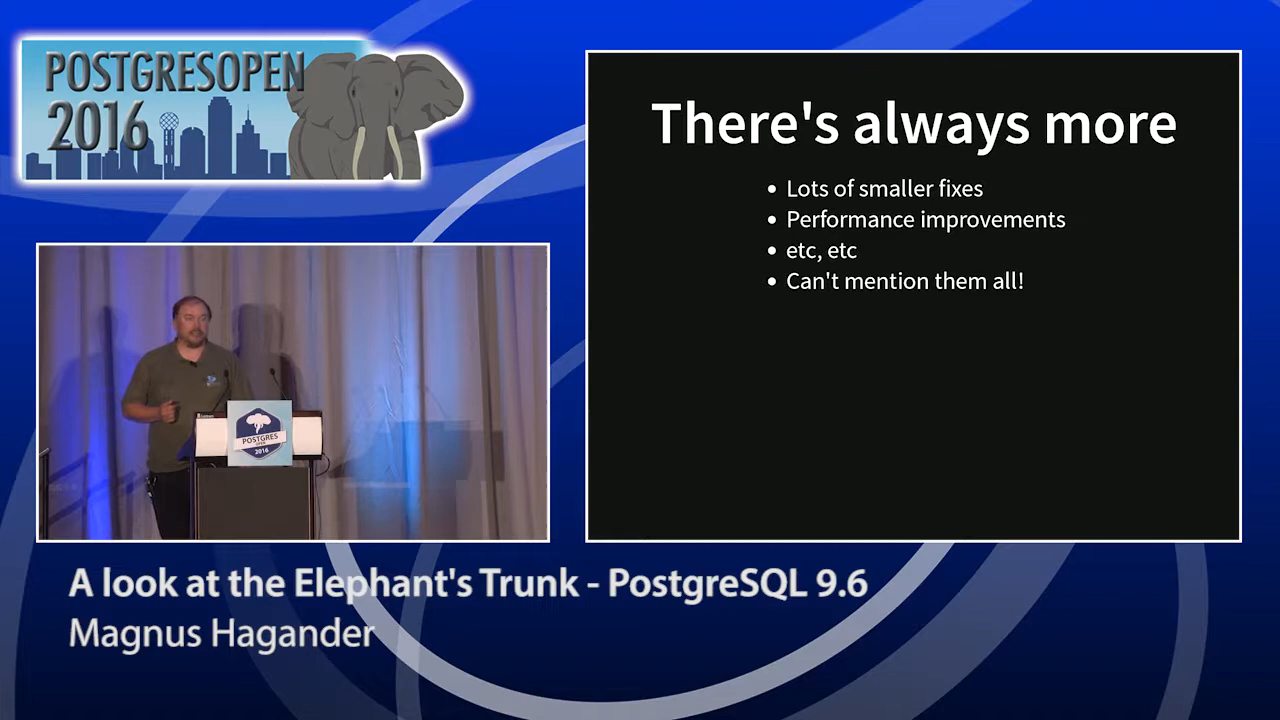 POSTGRESOPEN
2016
There's always more
• Lots of smaller fixes
• Performance improvements
• etc, etc
• Can't mention them all!
POSTGRES
OPEN
2016
A look at the Elephant's Trunk - PostgreSQL 9.6
Magnus Hagander